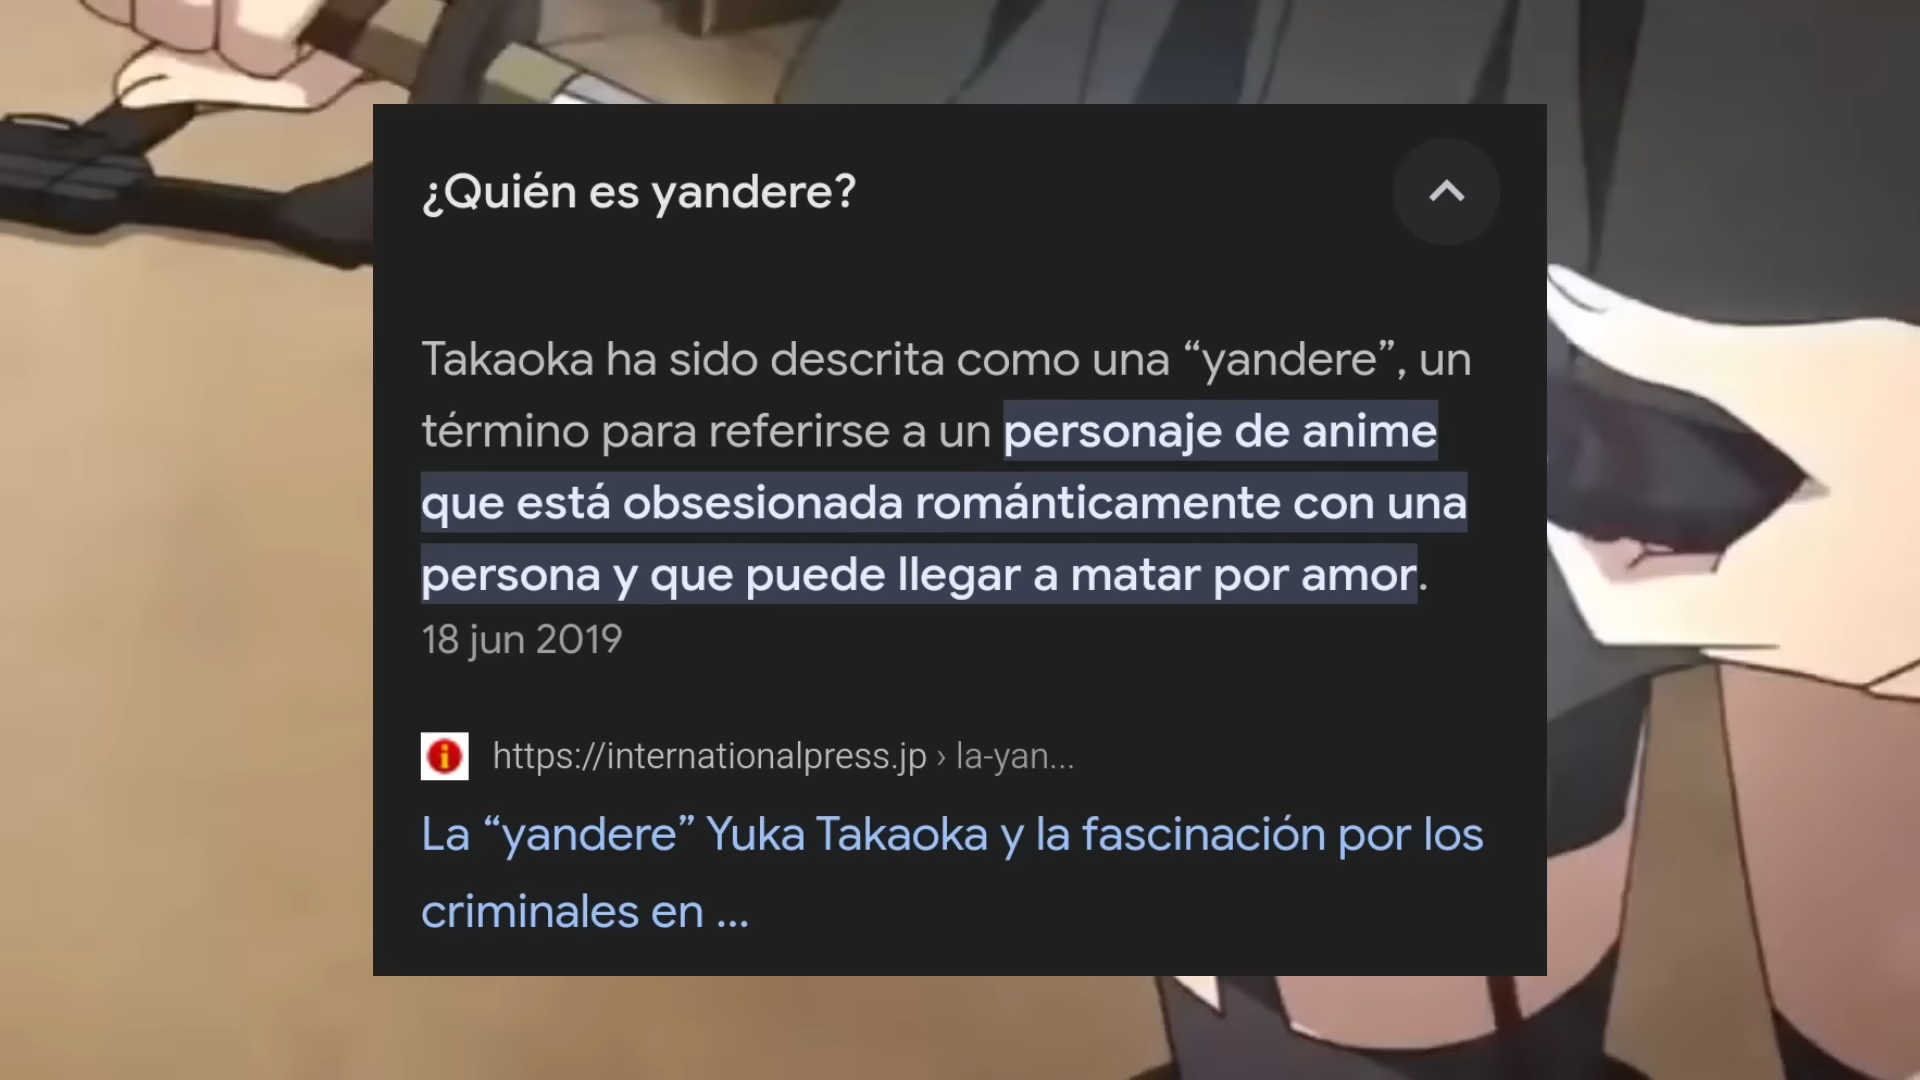 ¿Quién es yandere?
Takaoka ha sido descrita como una “yandere”, un
término para referirse a un personaje de anime
que está obsesionada románticamente con una
persona y que puede llegar a matar por amor.
18 jun 2019
https://internationalpress.jp › la-yan...
La “yandere” Yuka Takaoka y la fascinación por los
criminales en ...